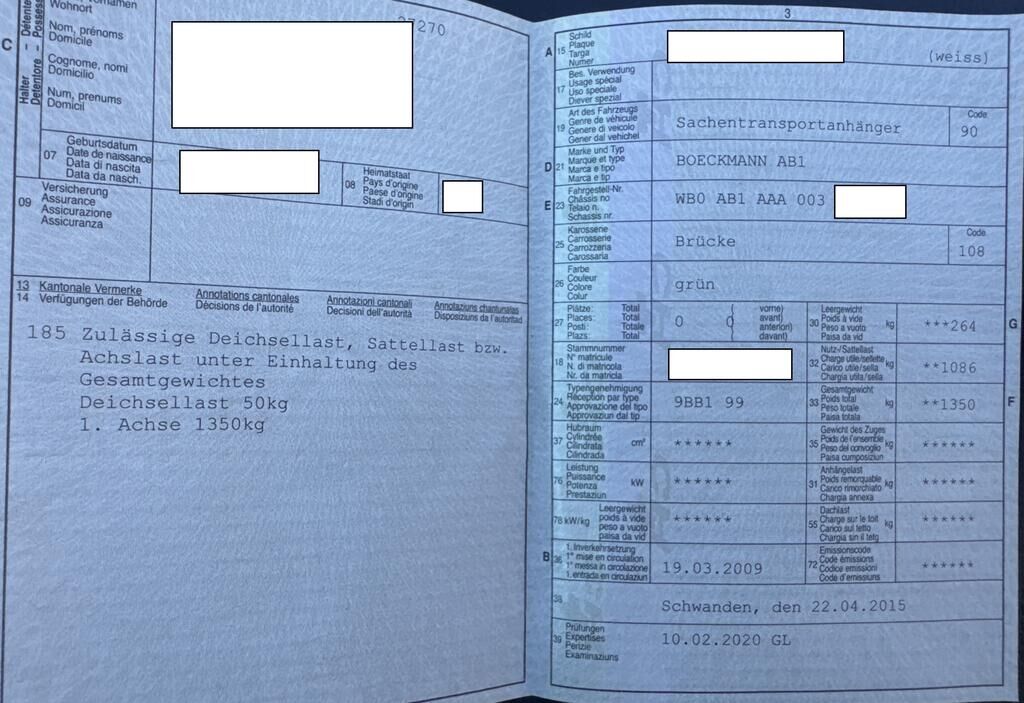 Wohnort
Nom, prénoms
Domicile
Cognome, nomi
Domicilio
Num, prenums
Domicil
C
Halter - Détente
Detentore - Possess
270
07
Geburtsdatum
Date de naissance
Data di nascita
Data da nasch.
08
Heimatstaat
Pays d'origine
Paese d'origine
Stadi d'origin
09
Versicherung
Assurance
Assicurazione
Assicuranza
13 Kantonale Vermerke Annotations cantonales Annotazioni cantonali Annotaziuns chantunalas
14 Verfügungen der Behörde Décisions de l'autorité Decisioni dell'autorità Disposiziuns da l'autoritad
185 Zulässige Deichsellast, Sattellast bzw.
Achslast unter Einhaltung des
Gesamtgewichtes
Deichsellast 50kg
1. Achse 1350kg
3
A 15
Schild
Plaque
Targa
Numer
(weiss)
17
Bes. Verwendung
Usage spécial
Uso speciale
Diever spezial
19
Art des Fahrzeugs
Genre de véhicule
Genere di veicolo
Gener dal vehichel
Sachentransportanhänger
Code
90
D 21
Marke und Typ
Marque et type
Marca e tipo
Marca e tip
BOECKMANN AB1
E 23
Fahrgestell-Nr.
Châssis no
Telaio n.
Schassis nr.
WB0 AB1 AAA 003
25
Karosserie
Carrosserie
Carrozzeria
Carossaria
Brücke
Code
108
26
Farbe
Couleur
Colore
Colur
grün
27
Plätze: Total ( vorne)
Places: Total avant)
Posti: Totale anteriori)
Plazs: Total davant)
0 0
30
Leergewicht
Poids à vide
Peso a vuoto
Paisa da vid
kg
***264
G
18
Stammnummer
N° matricule
N. di matricola
Nr. da matricla
32
Nutz-/Sattellast
Charge utile/sellette
Carico utile/sella
Chargia utila/sella
kg
**1086
24
Typengenehmigung
Réception par type
Approvazione del tipo
Approvaziun dal tip
9BB1 99
33
Gesamtgewicht
Poids total
Peso totale
Paisa totala
kg
**1350
F
37
Hubraum
Cylindrée
Cilindrata
Cilindrada
cm³
******
35
Gewicht des Zuges
Poids de l'ensemble
Peso del convoglio
Paisa cumposiziun
kg
******
76
Leistung
Puissance
Potenza
Prestaziun
kW
******
31
Anhängelast
Poids remorquable
Carico rimorchiato
Chargia annexa
kg
******
78 kW/kg
Leergewicht
poids à vide
peso a vuoto
paisa da vid
******
55
Dachlast
Charge sur le toit
Carico sul tetto
Chargia sin il tetg
kg
******
B 36
1. Inverkehrsetzung
1re mise en circulation
1a messa in circolazione
1. entrada en circulaziun
19.03.2009
72
Emissionscode
Code émissions
Codice emissioni
Code d'emissiuns
******
38
Schwanden, den 22.04.2015
39
Prüfungen
Expertises
Perizie
Examinaziuns
10.02.2020 GL